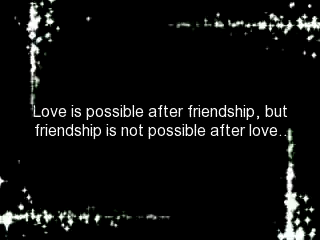 Love is possible after friendship, but
friendship is not possible after love..